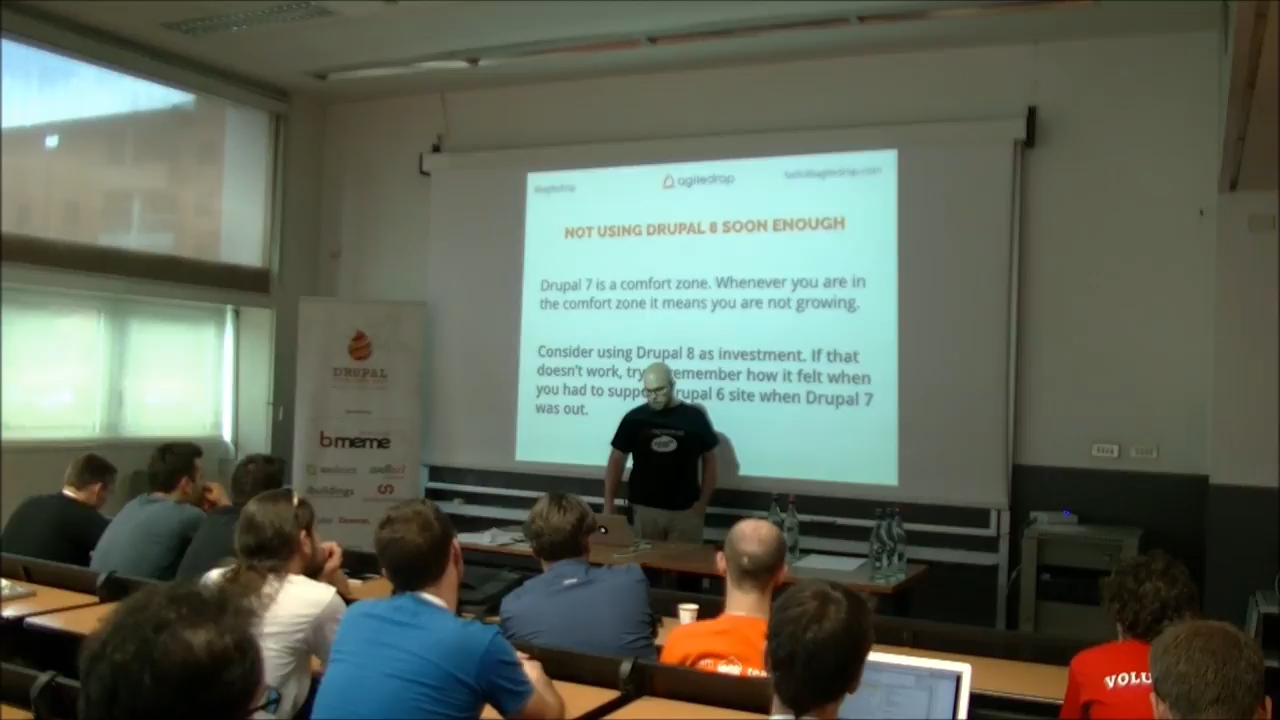 agiledrop
NOT USING DRUPAL 8 SOON ENOUGH
Drupal 7 is a comfort zone. Whenever you are in
the comfort zone it means you are not growing.
Consider using Drupal 8 as investment. If that
doesn't work, try remember how it felt when
you had to supp rupal 6 site when Drupal 7
was out.
DRUPAL
bmeme
VOLU